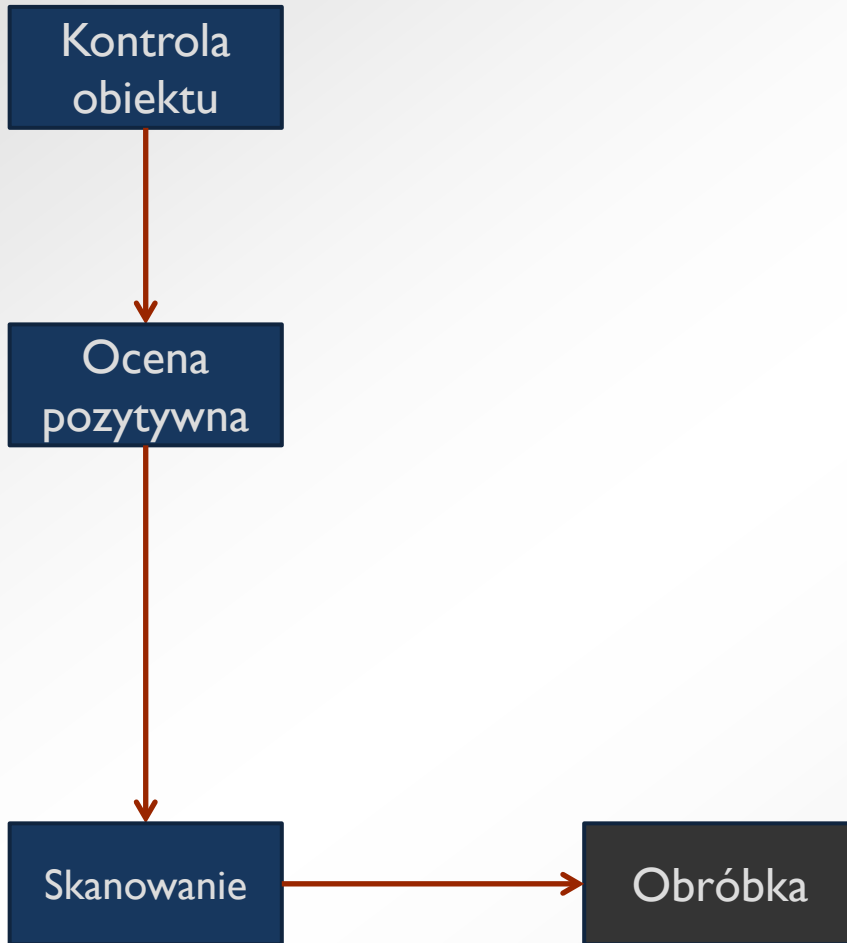 Kontrola
obiektu
Ocena
pozytywna
Skanowanie
Obróbka